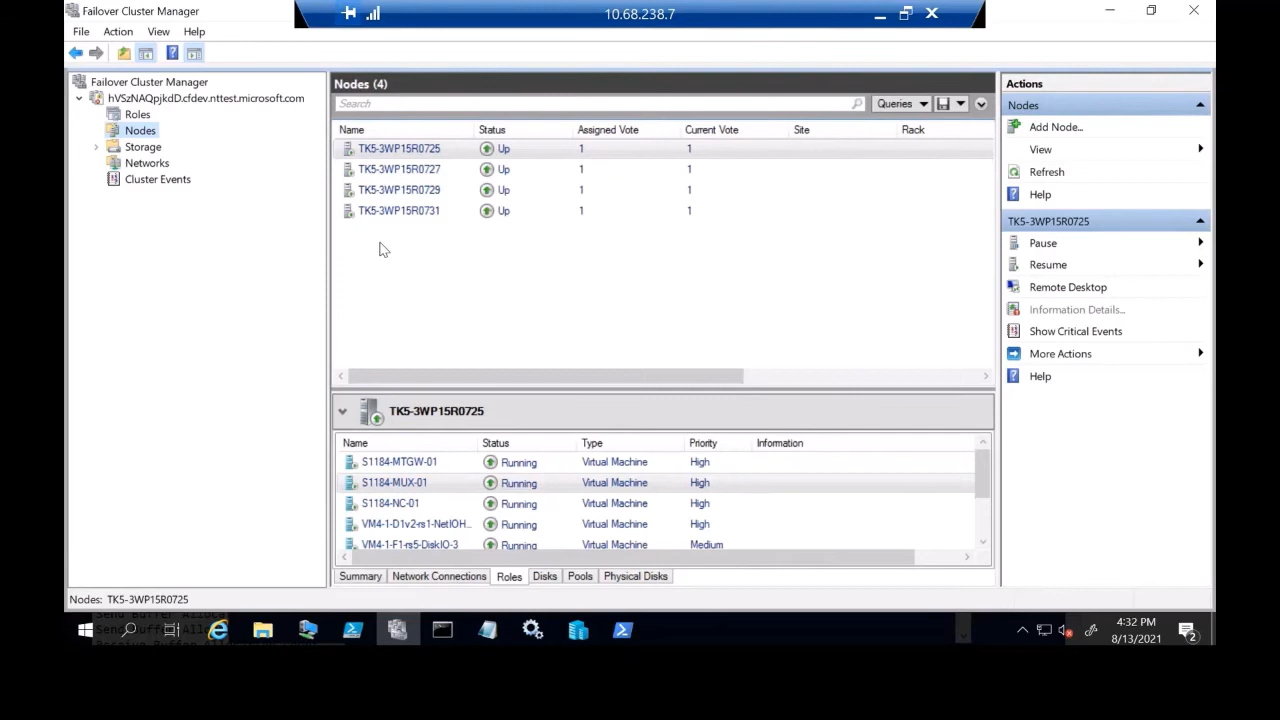 Failover Cluster Manager
10.68.238.7
File Action View Help
Failover Cluster Manager
hVSzNAQpjkdD.cfdev.nttest.microsoft.com
Roles
Nodes
Storage
Networks
Cluster Events
Nodes (4)
Search
Queries
Name Status Assigned Vote Current Vote Site Rack
TK5-3WP15R0725 Up 1 1
TK5-3WP15R0727 Up 1 1
TK5-3WP15R0729 Up 1 1
TK5-3WP15R0731 Up 1 1
TK5-3WP15R0725
Name Status Type Priority Information
S1184-MTGW-01 Running Virtual Machine High
S1184-MUX-01 Running Virtual Machine High
S1184-NC-01 Running Virtual Machine High
VM4-1-D1v2-rs1-NetIOH... Running Virtual Machine High
VM4-1-F1-rs5-DiskIO-3 Running Virtual Machine Medium
Summary Network Connections Roles Disks Pools Physical Disks
Actions
Nodes
Add Node...
View
Refresh
Help
TK5-3WP15R0725
Pause
Resume
Remote Desktop
Information Details...
Show Critical Events
More Actions
Help
Nodes: TK5-3WP15R0725
4:32 PM
8/13/2021
2